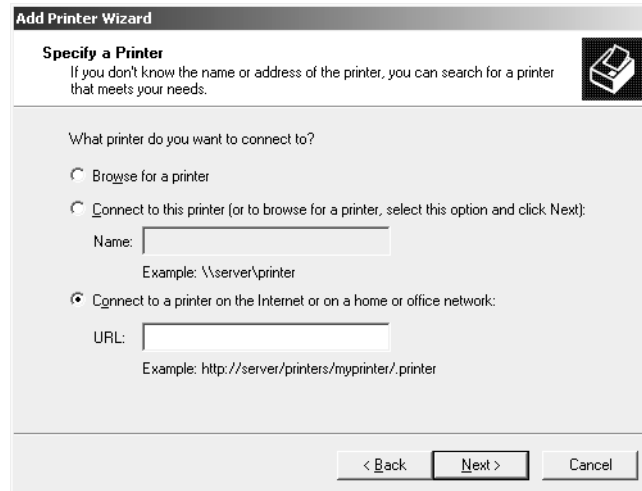 Add Printer Wizard
Specify a Printer
If you don't know the name or address of the printer, you can search for a printer
that meets your needs.
What printer do you want to connect to?
Browse for a printer
Connect to this printer (or to browse for a printer, select this option and click Next):
Name:
Example: \\server\printer
Connect to a printer on the Internet or on a home or office network:
URL:
Example: http://server/printers/myprinter/.printer
< Back Next > Cancel